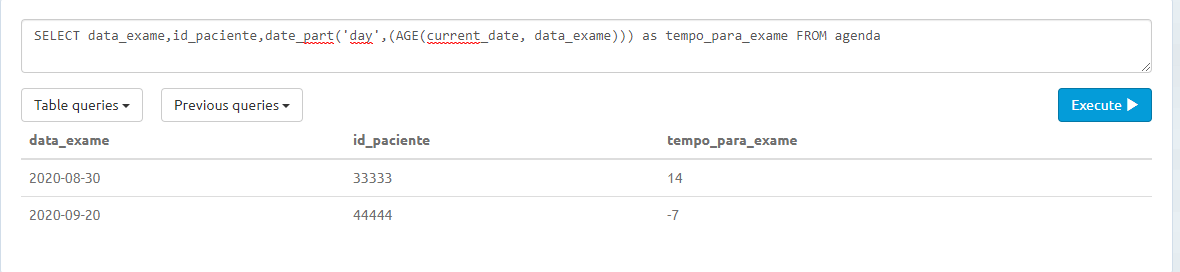 SELECT data_exame,id_paciente,date_part('day',(AGE(current_date, data_exame))) as tempo_para_exame FROM agenda
Table queries Previous queries Execute
data_exame id_paciente tempo_para_exame
2020-08-30 33333 14
2020-09-20 44444 -7